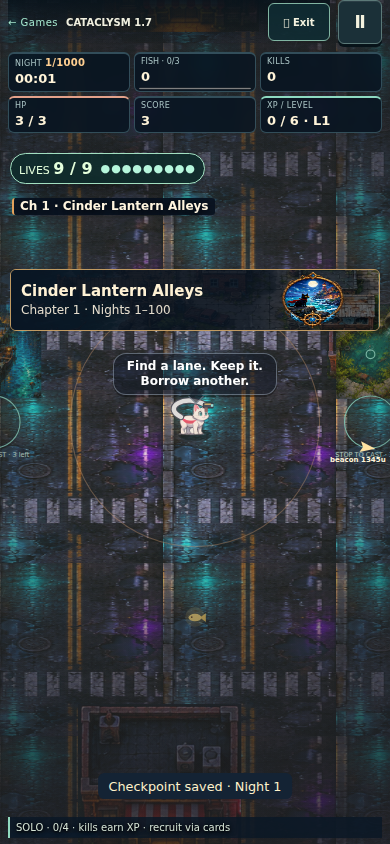 ← Games CATACLYSM 1.7
Exit
NIGHT 1/1000
00:01
FISH · 0/3
0
KILLS
0
HP
3 / 3
SCORE
3
XP / LEVEL
0 / 6 · L1
LIVES 9 / 9
Ch 1 · Cinder Lantern Alleys
Cinder Lantern Alleys
Chapter 1 · Nights 1–100
Find a lane. Keep it.
Borrow another.
ST · 3 left
STOP TO CAST
beacon 1345u
Checkpoint saved · Night 1
SOLO · 0/4 · kills earn XP · recruit via cards